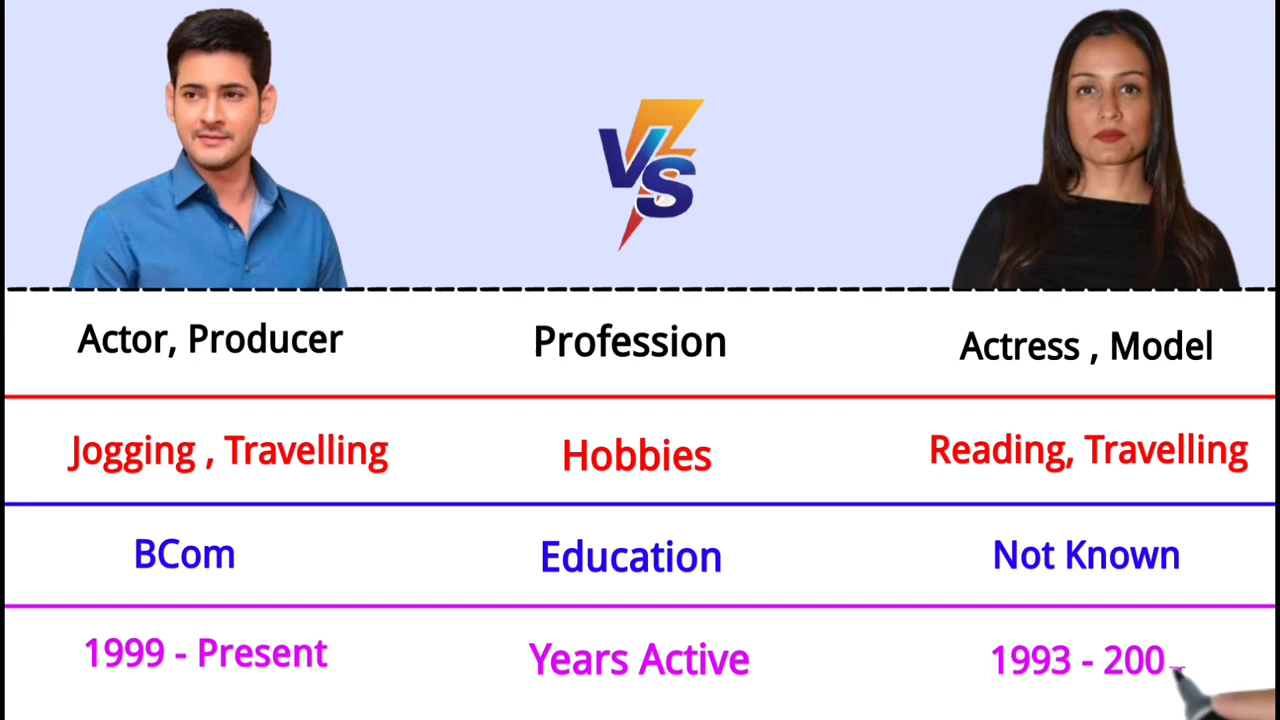 VS
Actor, Producer Profession Actress , Model
Jogging , Travelling Hobbies Reading, Travelling
BCom Education Not Known
1999 - Present Years Active 1993 - 200